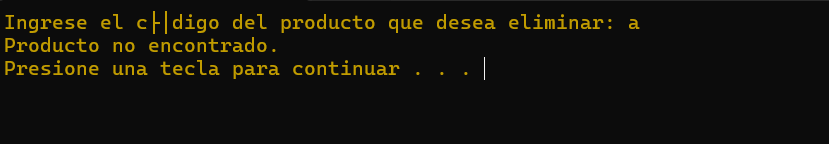 Ingrese el c├│digo del producto que desea eliminar: a
Producto no encontrado.
Presione una tecla para continuar . . .